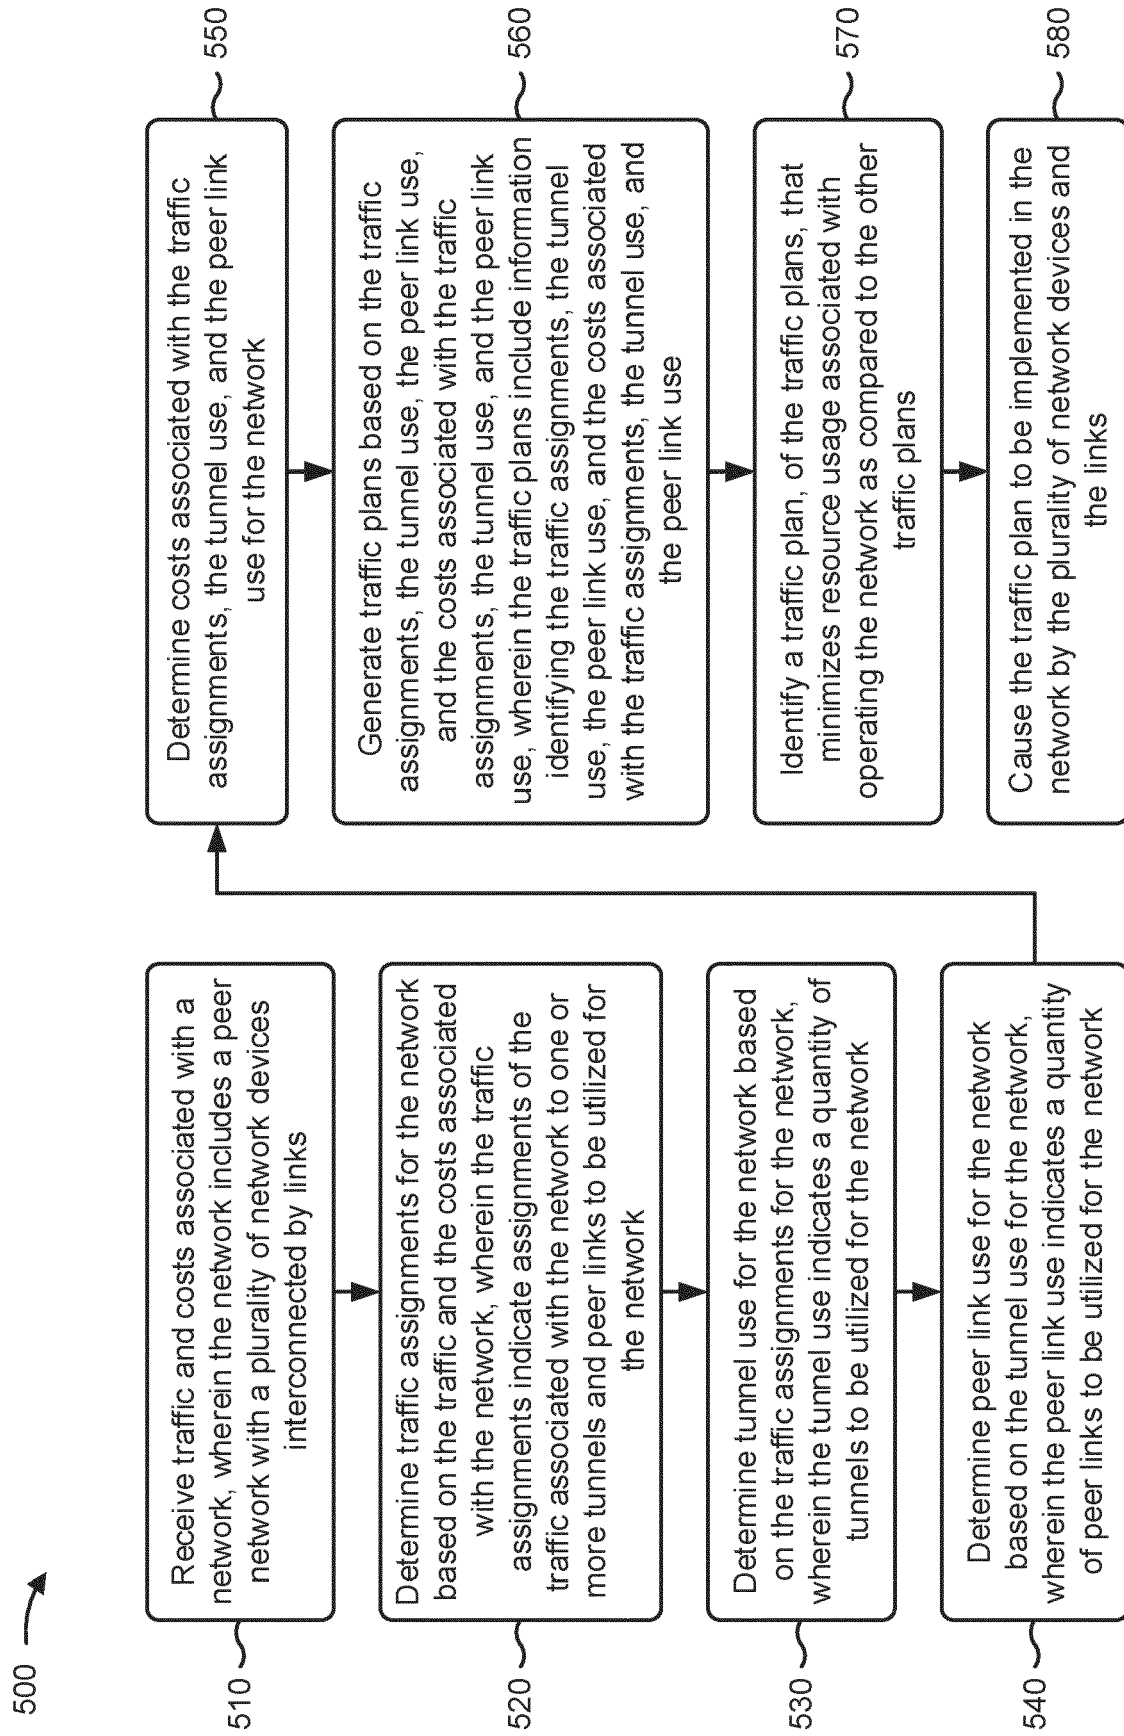 500
510
Receive traffic and costs associated with a
network, wherein the network includes a peer
network with a plurality of network devices
interconnected by links
520
Determine traffic assignments for the network
based on the traffic and the costs associated
with the network, wherein the traffic
assignments indicate assignments of the
traffic associated with the network to one or
more tunnels and peer links to be utilized for
the network
530
Determine tunnel use for the network based
on the traffic assignments for the network,
wherein the tunnel use indicates a quantity of
tunnels to be utilized for the network
540
Determine peer link use for the network
based on the tunnel use for the network,
wherein the peer link use indicates a quantity
of peer links to be utilized for the network
550
Determine costs associated with the traffic
assignments, the tunnel use, and the peer link
use for the network
560
Generate traffic plans based on the traffic
assignments, the tunnel use, the peer link use,
and the costs associated with the traffic
assignments, the tunnel use, and the peer link
use, wherein the traffic plans include information
identifying the traffic assignments, the tunnel
use, the peer link use, and the costs associated
with the traffic assignments, the tunnel use, and
the peer link use
570
Identify a traffic plan, of the traffic plans, that
minimizes resource usage associated with
operating the network as compared to the other
traffic plans
580
Cause the traffic plan to be implemented in the
network by the plurality of network devices and
the links